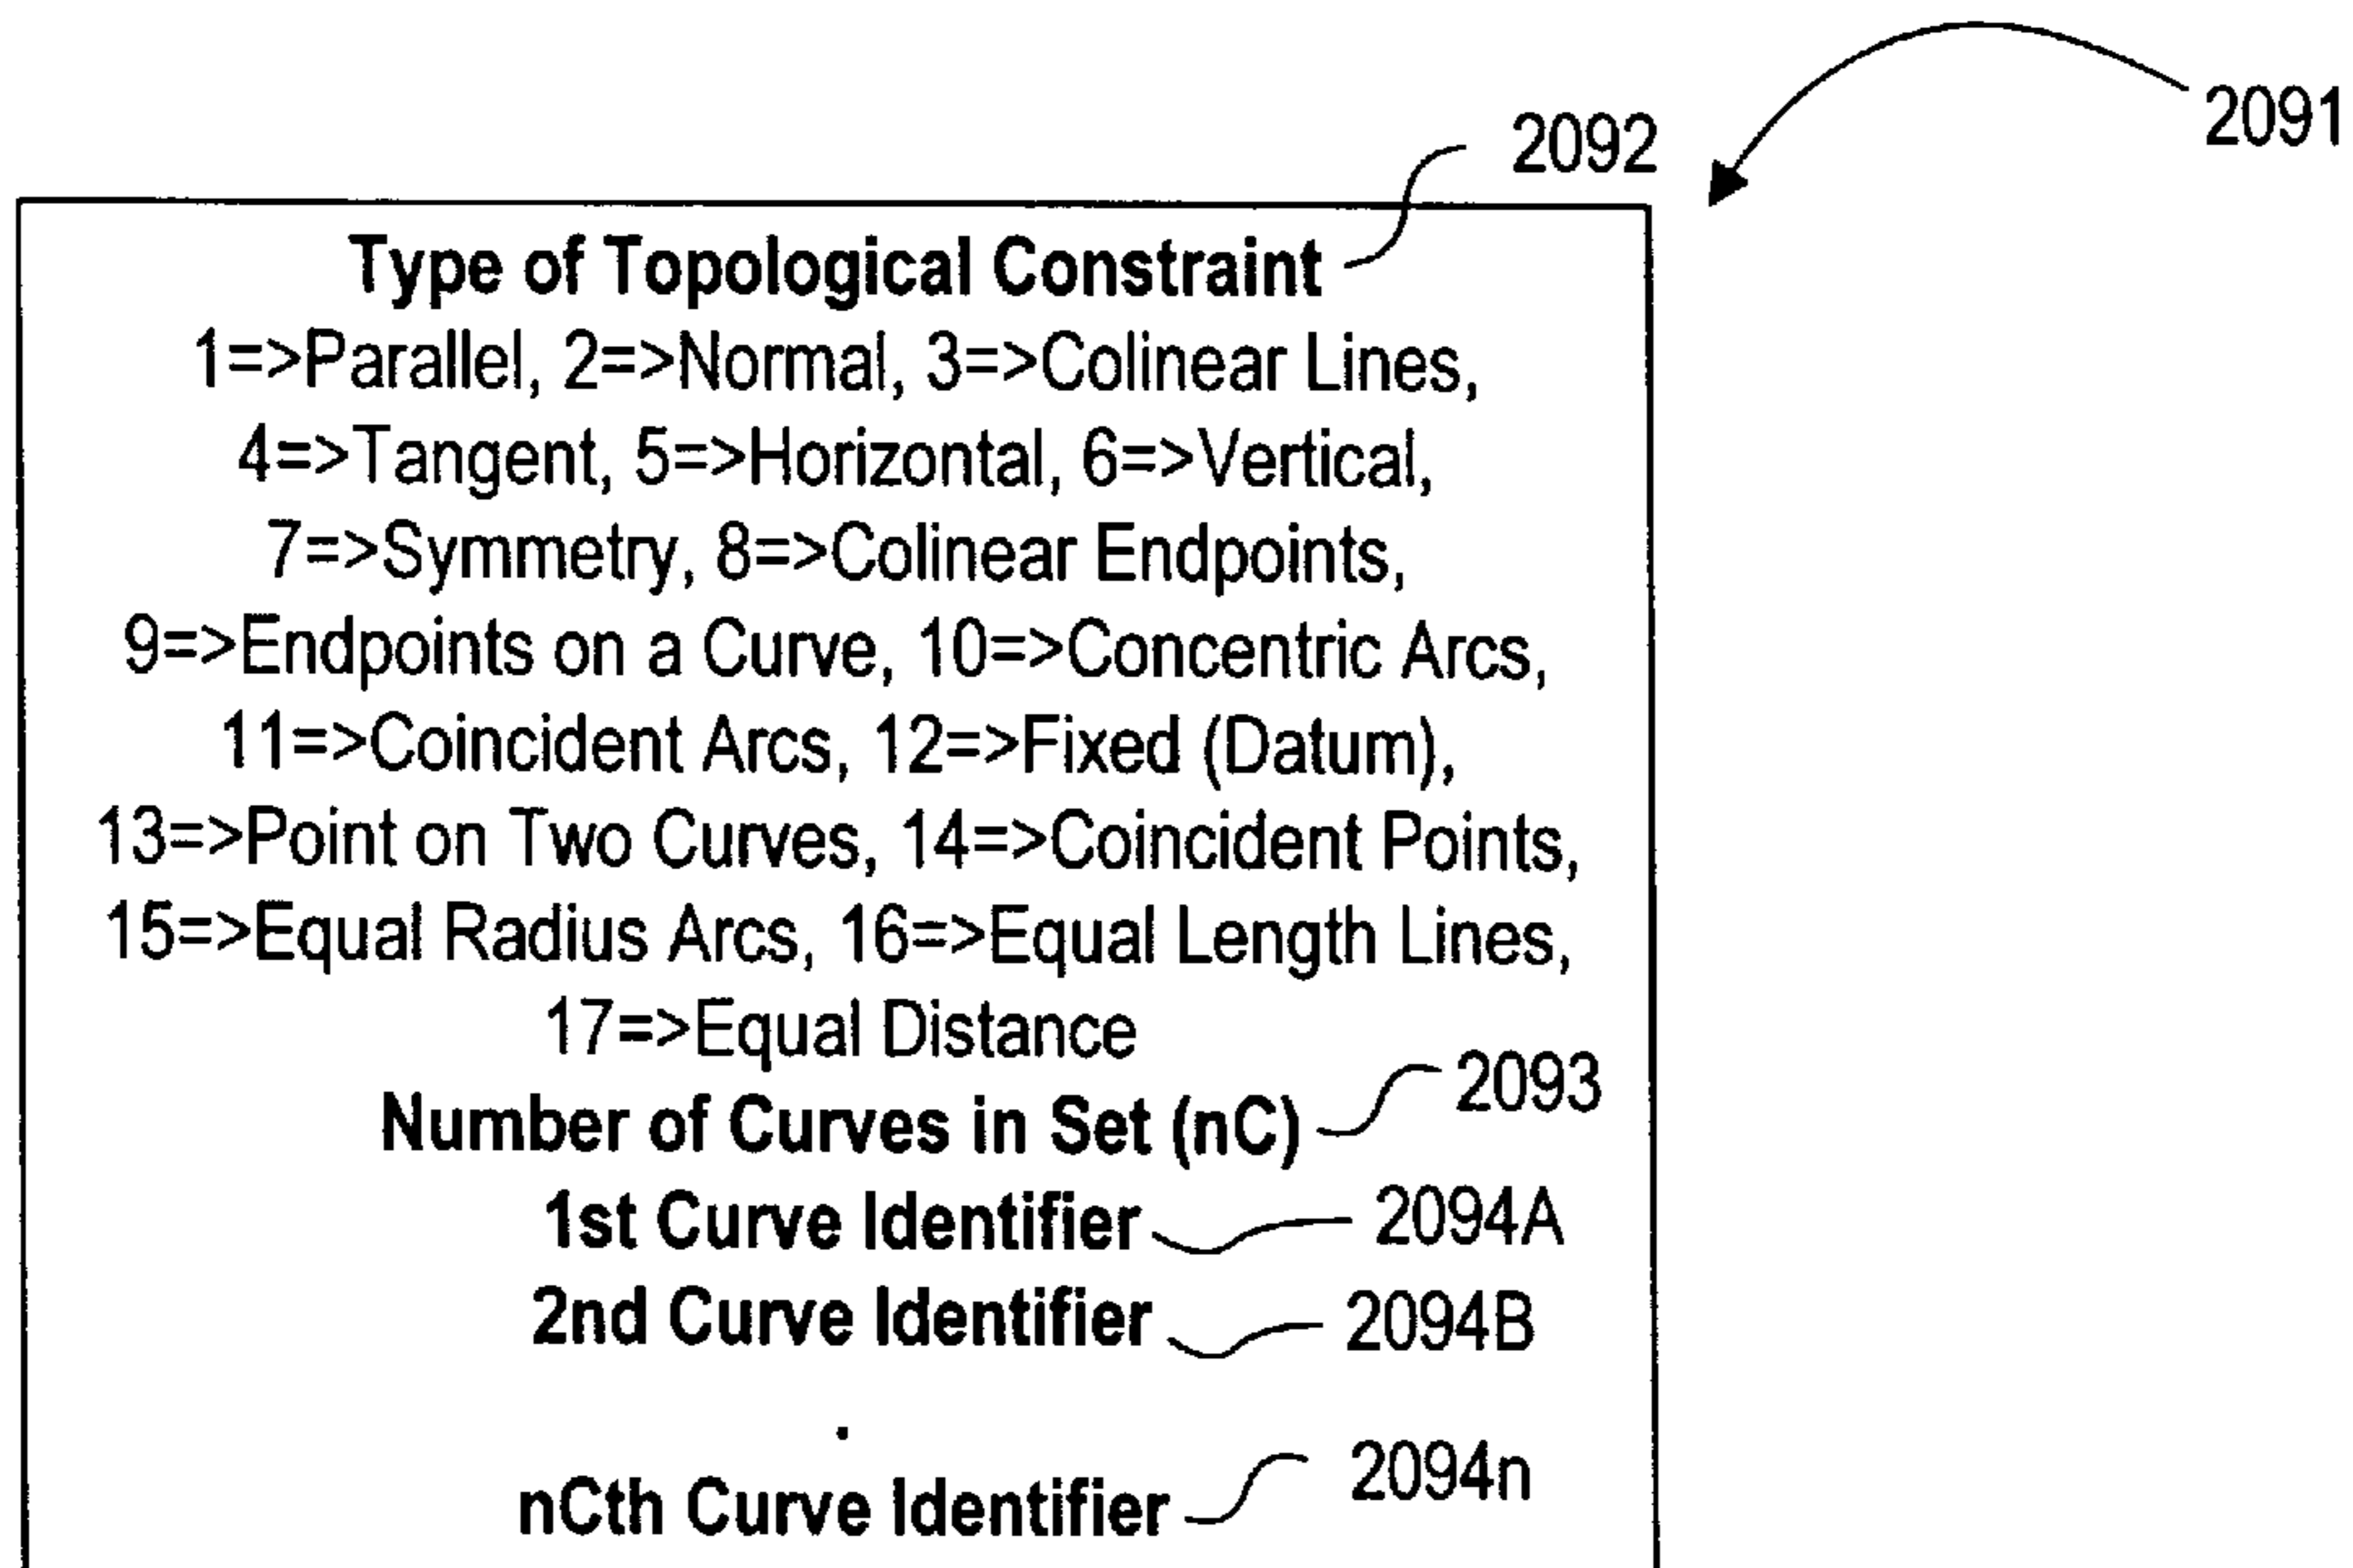 2091
2092
Type of Topological Constraint
1=>Parallel, 2=>Normal, 3=>Colinear Lines,
4=>Tangent, 5=>Horizontal, 6=>Vertical,
7=>Symmetry, 8=>Colinear Endpoints,
9=>Endpoints on a Curve, 10=>Concentric Arcs,
11=>Coincident Arcs, 12=>Fixed (Datum),
13=>Point on Two Curves, 14=>Coincident Points,
15=>Equal Radius Arcs, 16=>Equal Length Lines,
17=>Equal Distance
2093
Number of Curves in Set (nC)
1st Curve Identifier 2094A
2nd Curve Identifier 2094B
.
2094n
nCth Curve Identifier